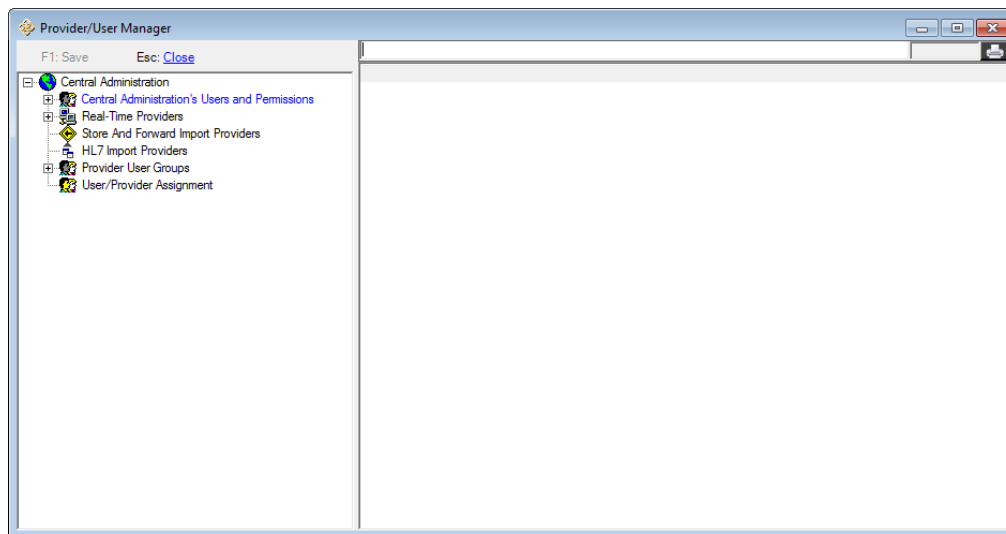 Provider/User Manager
F1: Save Esc: Close
Central Administration
Central Administration's Users and Permissions
Real-Time Providers
Store And Forward Import Providers
HL7 Import Providers
Provider User Groups
User/Provider Assignment